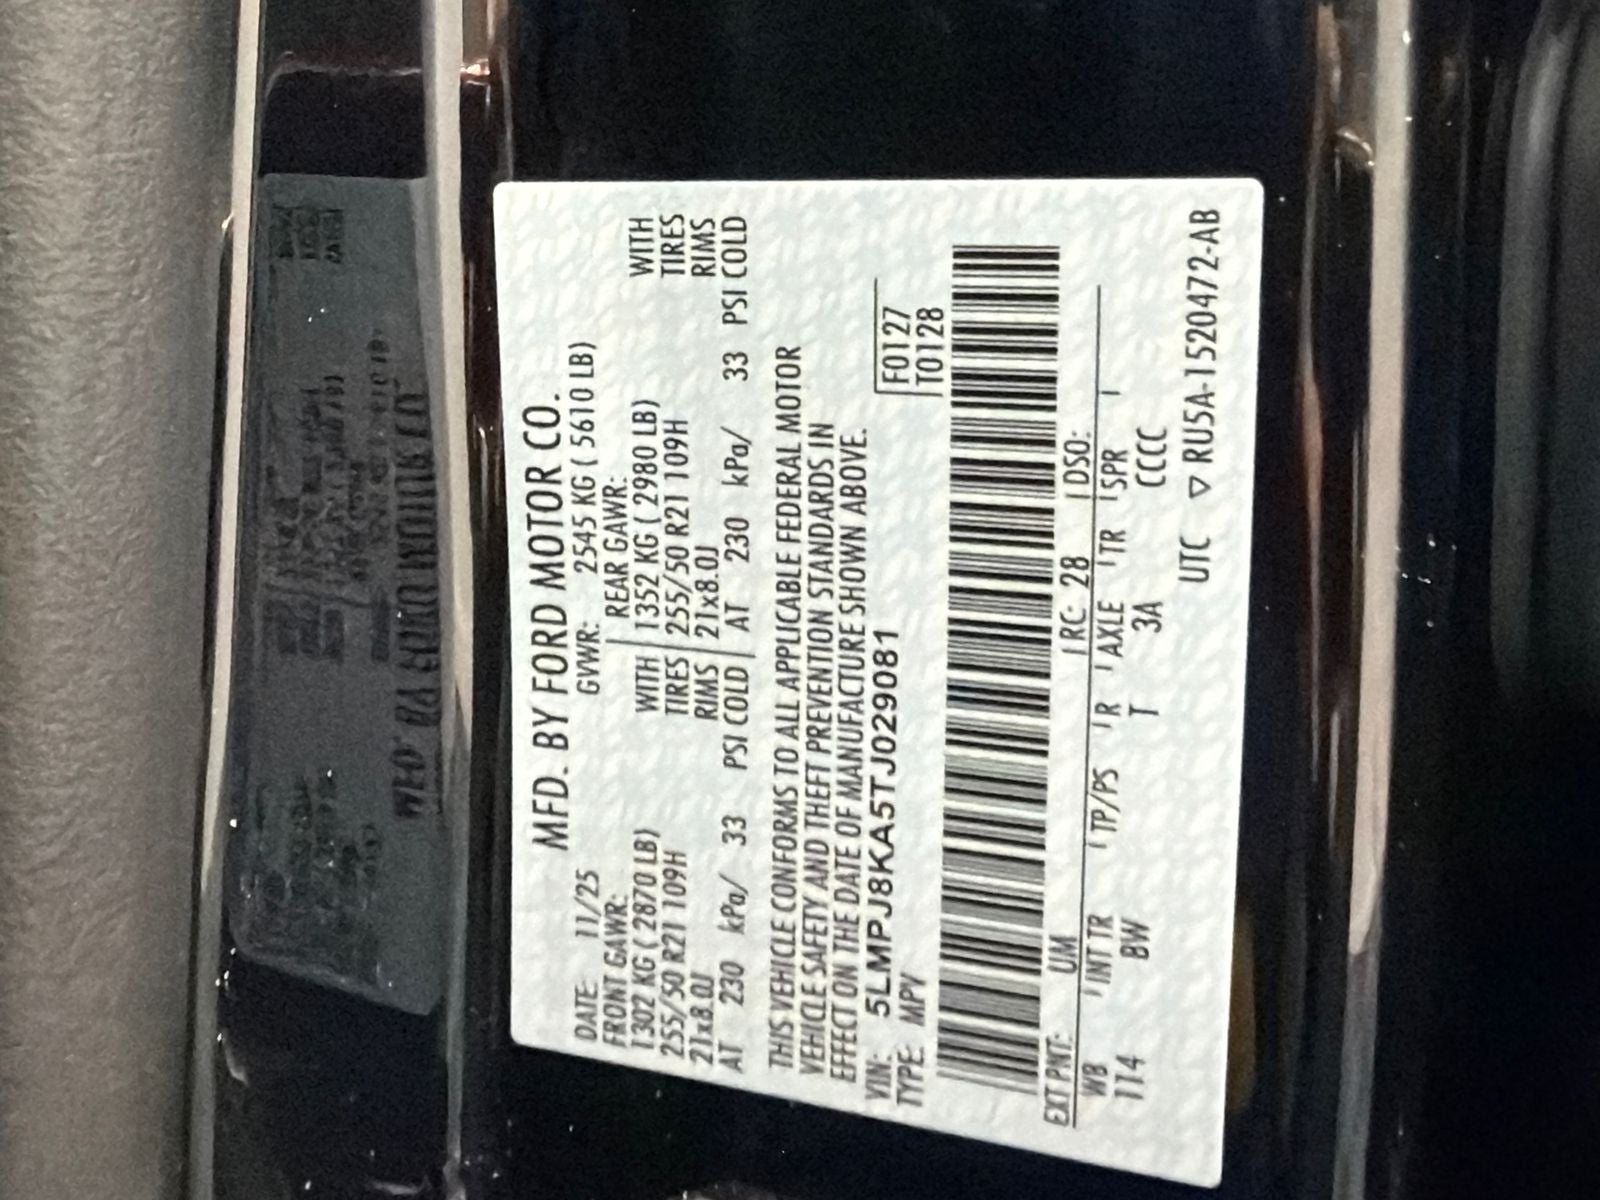 MFD. BY FORD MOTOR CO.
DATE: 11/25 GVWR: 2545 KG ( 5610 LB)
FRONT GAWR: REAR GAWR:
1302 KG ( 2870 LB) WITH 1352 KG ( 2980 LB) WITH
255/50 R21 109H TIRES 255/50 R21 109H TIRES
21x8.0J RIMS 21x8.0J RIMS
AT 230 kPa/ 33 PSI COLD AT 230 kPa/ 33 PSI COLD
THIS VEHICLE CONFORMS TO ALL APPLICABLE FEDERAL MOTOR
VEHICLE SAFETY AND THEFT PREVENTION STANDARDS IN
EFFECT ON THE DATE OF MANUFACTURE SHOWN ABOVE.
VIN: 5LMPJ8KA5TJ029081 F0127
TYPE: MPV T0128
EXT PNT: UM RC: 28 DSO:
WB INT TR TP/PS R AXLE TR SPR
114 8W T 3A CCCC
UTC ▽ RU5A-1520472-AB